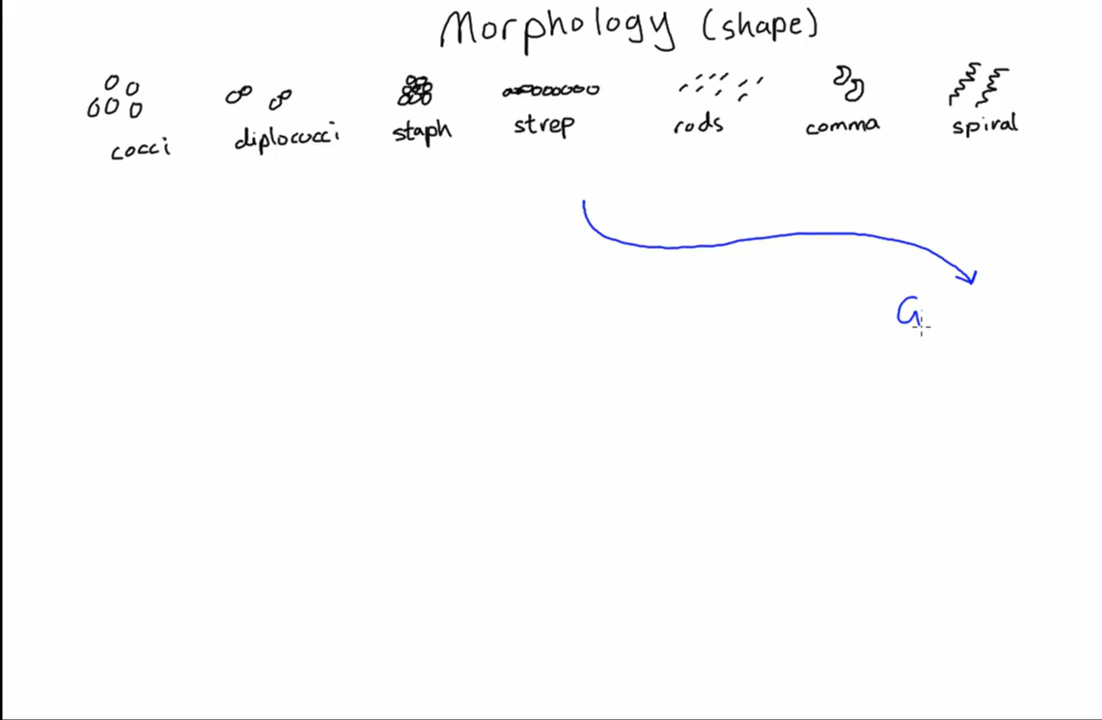 Morphology (shape)
cocci diplococci staph strep rods comma spiral
G